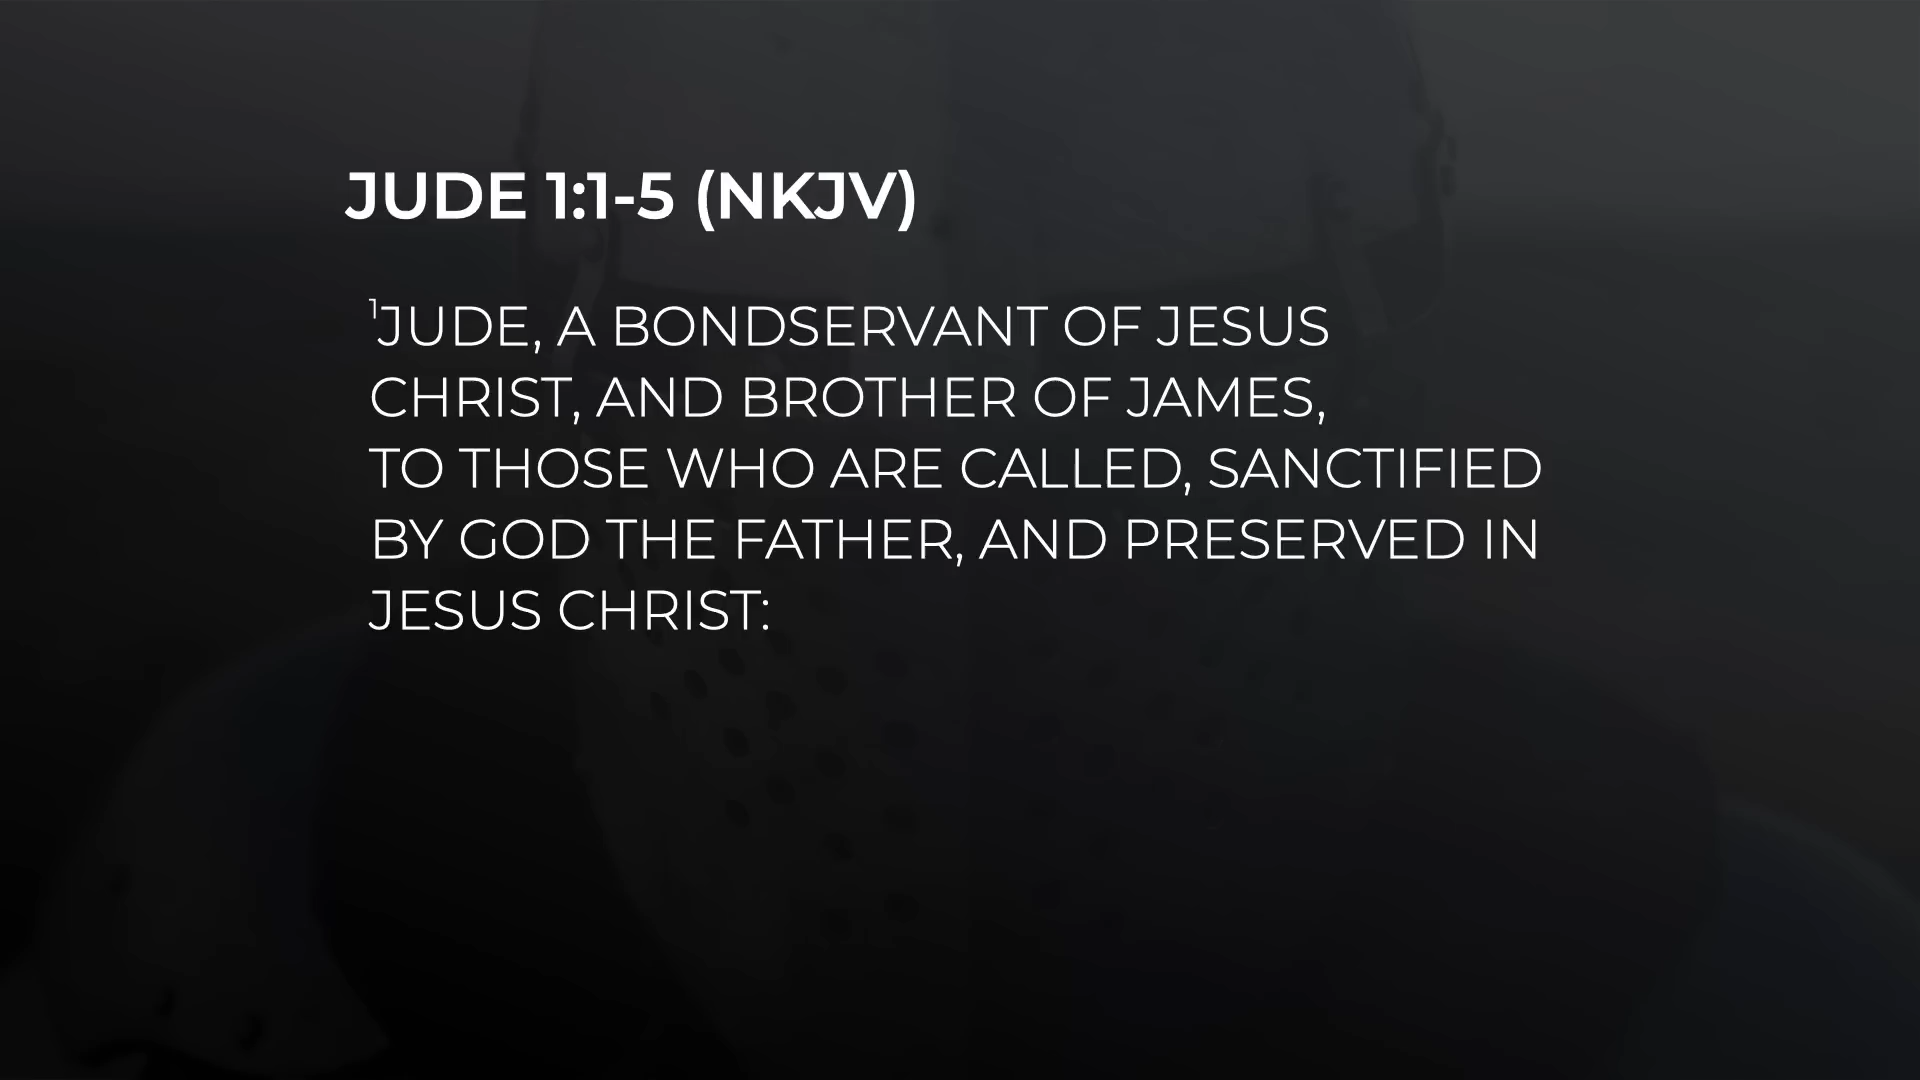 JUDE 1:1-5 (NKJV)
¹JUDE, A BONDSERVANT OF JESUS
CHRIST, AND BROTHER OF JAMES,
TO THOSE WHO ARE CALLED, SANCTIFIED
BY GOD THE FATHER, AND PRESERVED IN
JESUS CHRIST: